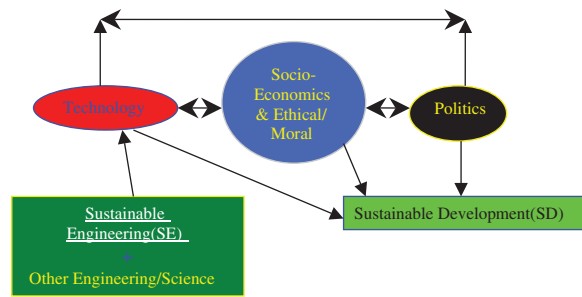 Socio-
Economics
& Ethical/
Moral
Technology
Politics
Sustainable
Engineering(SE)
+
Other Engineering/Science
Sustainable Development(SD)